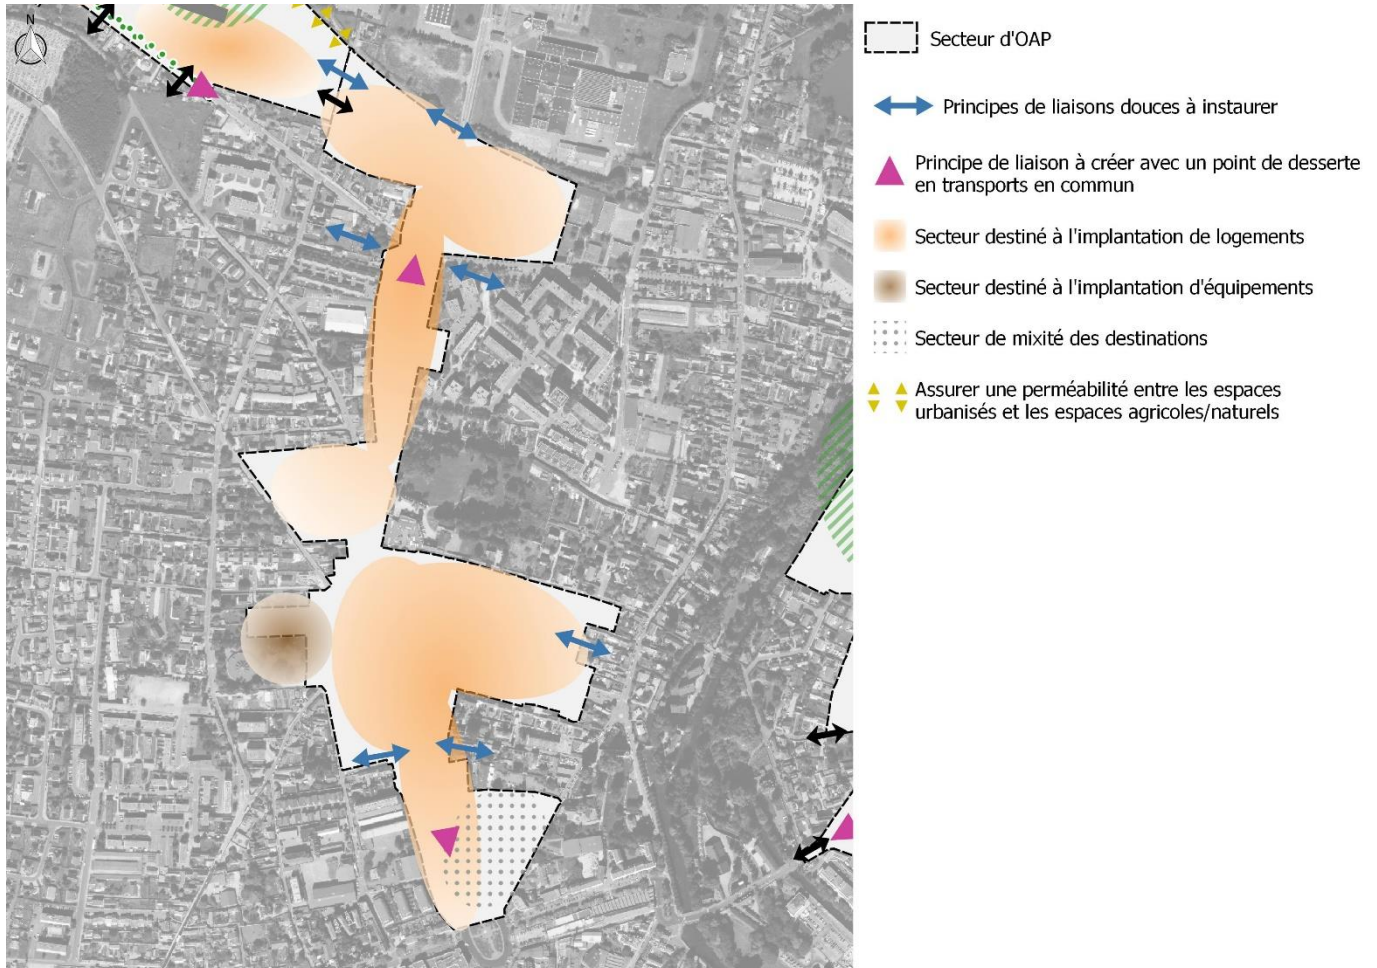 N
Secteur d'OAP
Principes de liaisons douces à instaurer
Principe de liaison à créer avec un point de desserte
en transports en commun
Secteur destiné à l'implantation de logements
Secteur destiné à l'implantation d'équipements
Secteur de mixité des destinations
Assurer une perméabilité entre les espaces
urbanisés et les espaces agricoles/naturels